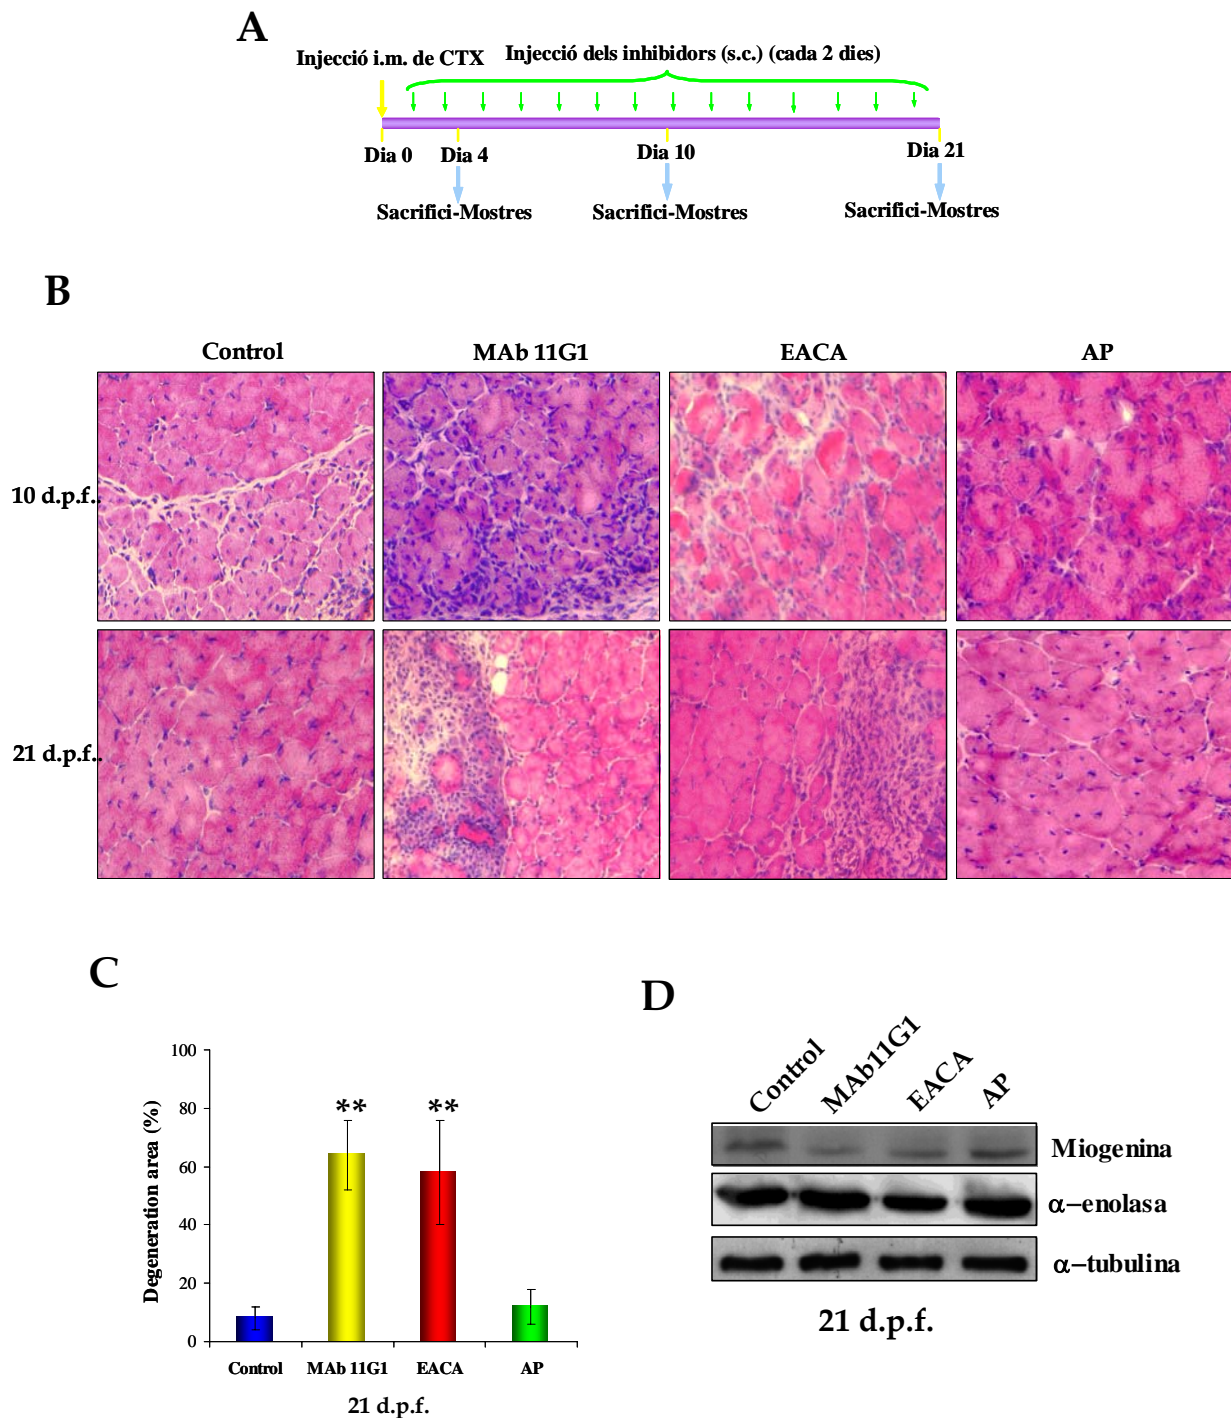 A
Injecció i.m. de CTX
Injecció dels inhibidors (s.c.) (cada 2 dies)
Dia 0
Dia 4
Dia 10
Dia 21
Sacrifici-Mostres
Sacrifici-Mostres
Sacrifici-Mostres
B
Control
MAb 11G1
EACA
AP
10 d.p.f..
21 d.p.f..
C
Degeneration area (%)
100
80
60
40
20
0
**
**
Control
MAb 11G1
EACA
AP
21 d.p.f.
D
Control
MAb11G1
EACA
AP
Miogenina
α–enolasa
α–tubulina
21 d.p.f.